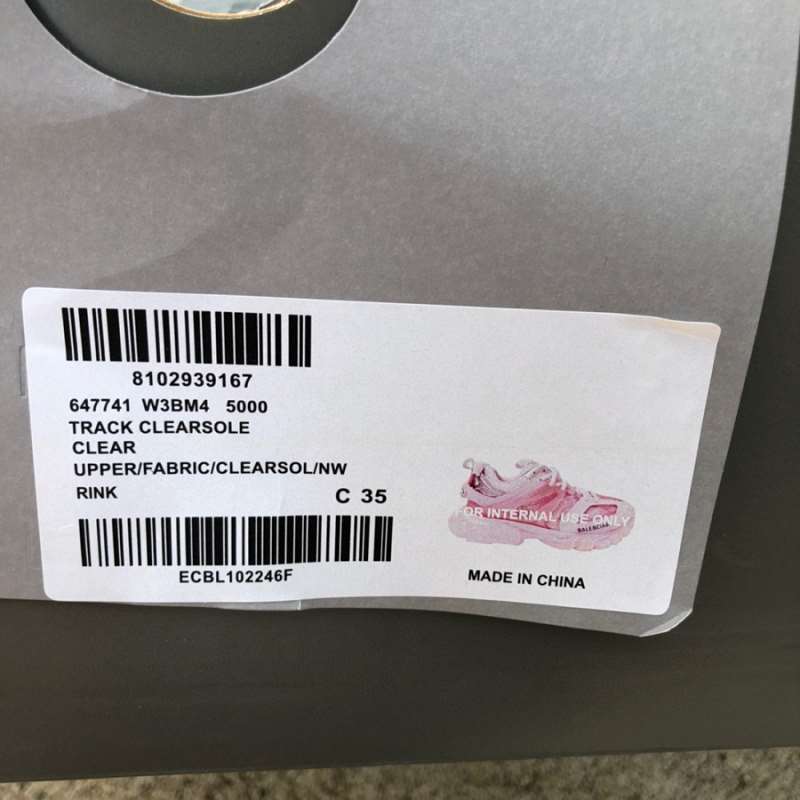 8102939167
647741 W3BM4 5000
TRACK CLEARSOLE
CLEAR
UPPER/FABRIC/CLEARSOL/NW
RINK C 35
FOR INTERNAL USE ONLY
BALENCIAGA
ECBL102246F
MADE IN CHINA